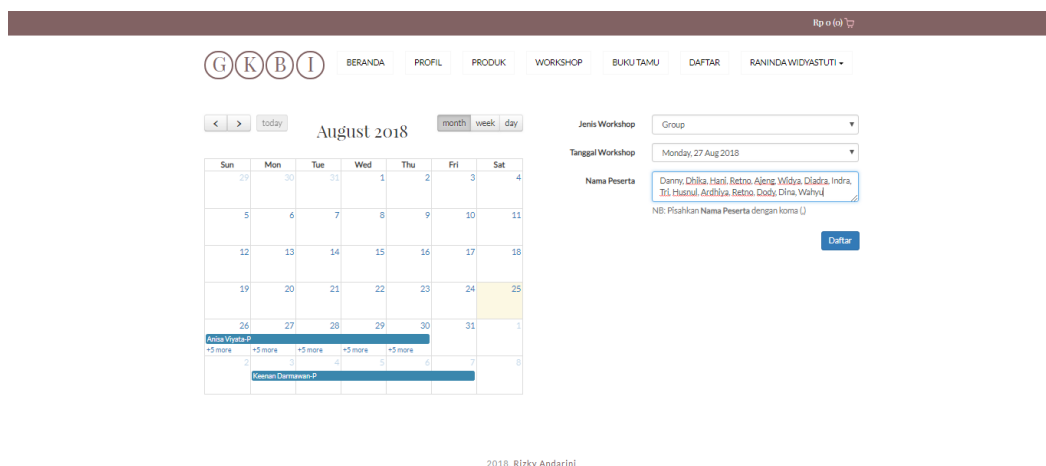 Rp 0 (0)
G K B I
BERANDA PROFIL PRODUK WORKSHOP BUKU TAMU DAFTAR RANINDA WIDYASTUTI
< > today
August 2018
month week day
Sun Mon Tue Wed Thu Fri Sat
29 30 31 1 2 3 4
5 6 7 8 9 10 11
12 13 14 15 16 17 18
19 20 21 22 23 24 25
26 27 28 29 30 31 1
Anisa Viyata-P
+5 more +5 more +5 more +5 more +5 more
2 3 4 5 6 7 8
Keenan Darmawan-P
Jenis Workshop Group
Tanggal Workshop Monday, 27 Aug 2018
Nama Peserta Danny, Dhika, Hani, Retno, Ajeng, Widya, Diadra, Indra,
Tri, Husnul, Ardhiya, Retno, Dody, Dina, Wahyu
NB: Pisahkan Nama Peserta dengan koma (,)
Daftar
2018 Rizky Andarini